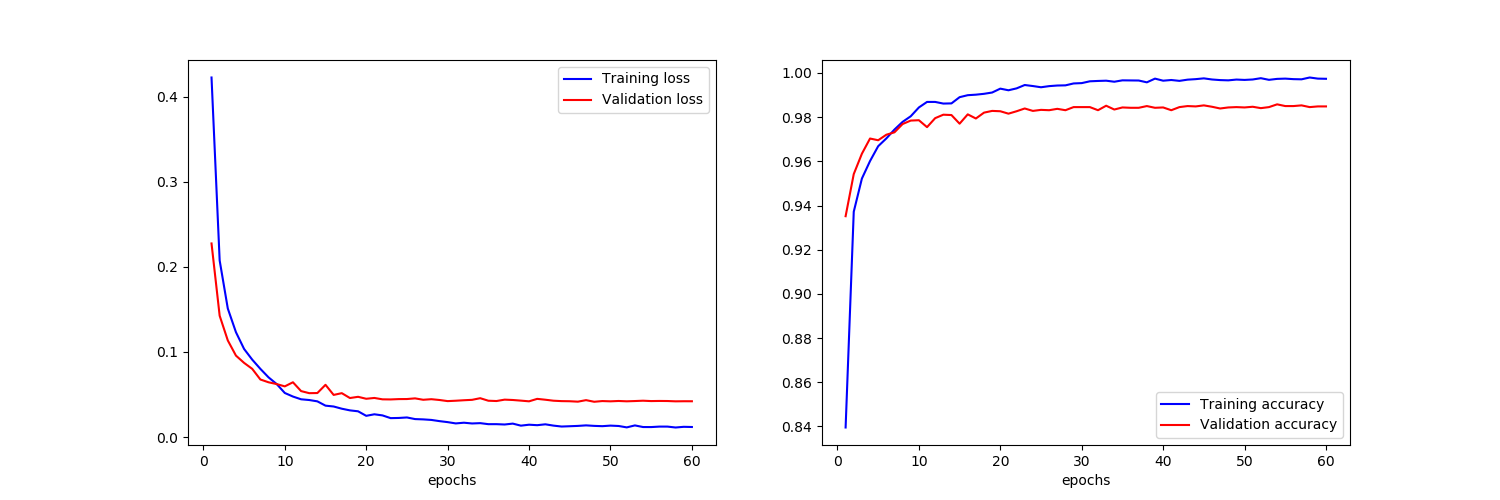 Training loss
Validation loss
0.4
0.3
0.2
0.1
0.0
0 10 20 30 40 50 60
epochs
1.00
0.98
0.96
0.94
0.92
0.90
0.88
0.86
0.84
Training accuracy
Validation accuracy
0 10 20 30 40 50 60
epochs